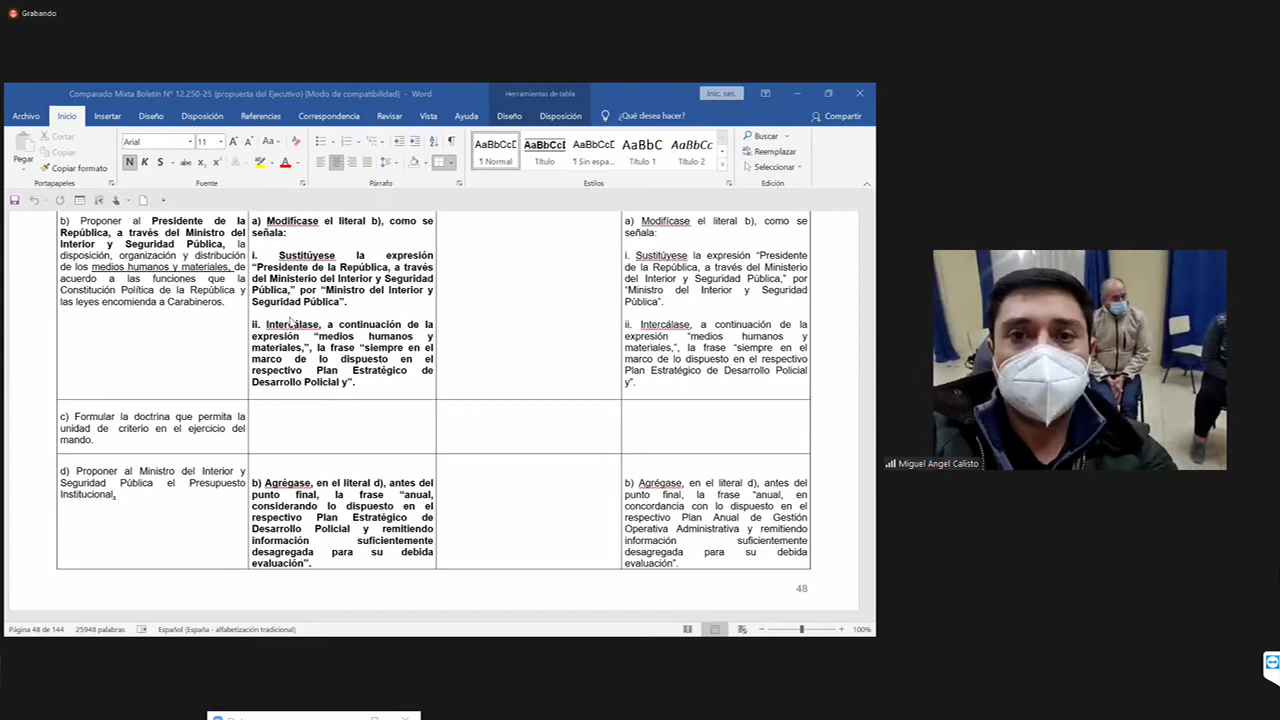 Grabando
Comparado Mixta Boletín Nº 12.250-25 (propuesta del Ejecutivo) [Modo de compatibilidad] - Word
Herramientas de tabla
Inic. ses.
Archivo Inicio Insertar Diseño Disposición Referencias Correspondencia Revisar Vista Ayuda Diseño Disposición ¿Qué desea hacer? Compartir
Pegar
Cortar
Copiar
Copiar formato
Portapapeles
Arial 11
N K S abc x₂ x²
Fuente
Párrafo
AaBbCcD
¶ Normal
AaBbCcI
Título
AaBbCcD
¶ Sin espa...
AaBbC
Título 1
AaBbCc
Título 2
Estilos
Buscar
Reemplazar
Seleccionar
Edición
b) Proponer al Presidente de la
República, a través del Ministro del
Interior y Seguridad Pública, la
disposición, organización y distribución
de los medios humanos y materiales, de
acuerdo a las funciones que la
Constitución Política de la República y
las leyes encomienda a Carabineros.
a) Modifícase el literal b), como se
señala:
i. Sustitúyese la expresión
“Presidente de la República, a través
del Ministerio del Interior y Seguridad
Pública,” por “Ministro del Interior y
Seguridad Pública”.
ii. Intercálase, a continuación de la
expresión “medios humanos y
materiales,”, la frase “siempre en el
marco de lo dispuesto en el
respectivo Plan Estratégico de
Desarrollo Policial y”.
a) Modifícase el literal b), como se
señala:
i. Sustitúyese la expresión “Presidente
de la República, a través del Ministerio
del Interior y Seguridad Pública,” por
“Ministro del Interior y Seguridad
Pública”.
ii. Intercálase, a continuación de la
expresión “medios humanos y
materiales,”, la frase “siempre en el
marco de lo dispuesto en el respectivo
Plan Estratégico de Desarrollo Policial
y”.
c) Formular la doctrina que permita la
unidad de criterio en el ejercicio del
mando.
d) Proponer al Ministro del Interior y
Seguridad Pública el Presupuesto
Institucional.
b) Agrégase, en el literal d), antes del
punto final, la frase “anual,
considerando lo dispuesto en el
respectivo Plan Estratégico de
Desarrollo Policial y remitiendo
información suficientemente
desagregada para su debida
evaluación”.
b) Agrégase, en el literal d), antes del
punto final, la frase “anual, en
concordancia con lo dispuesto en el
respectivo Plan Anual de Gestión
Operativa Administrativa y remitiendo
información suficientemente
desagregada para su debida
evaluación”.
48
Página 48 de 144 25948 palabras Español (España - alfabetización tradicional) 100%
Miguel Angel Calisto